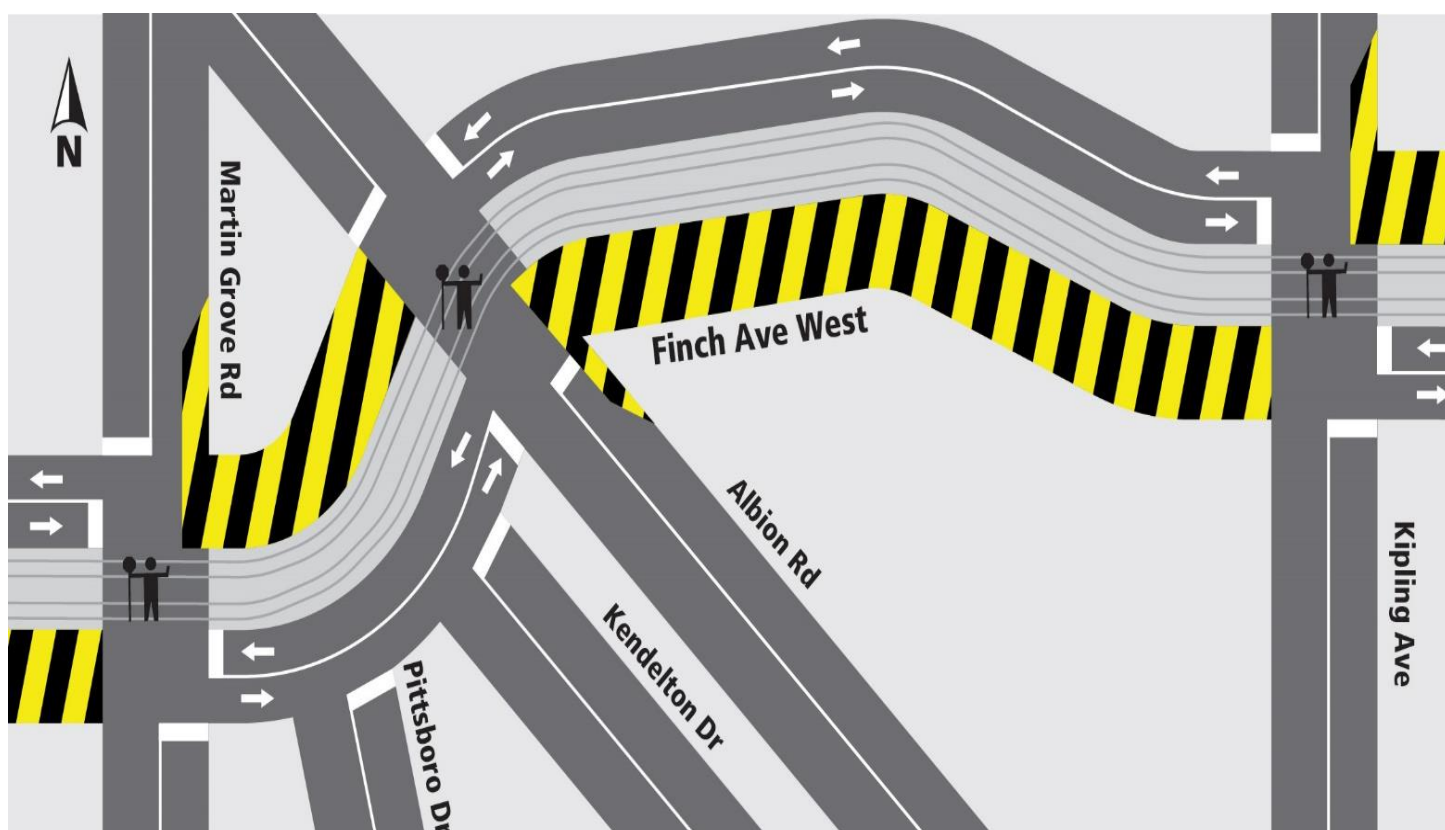 N
Martin Grove Rd
Finch Ave West
Albion Rd
Kipling Ave
Kendelton Dr
Pittsboro Dr